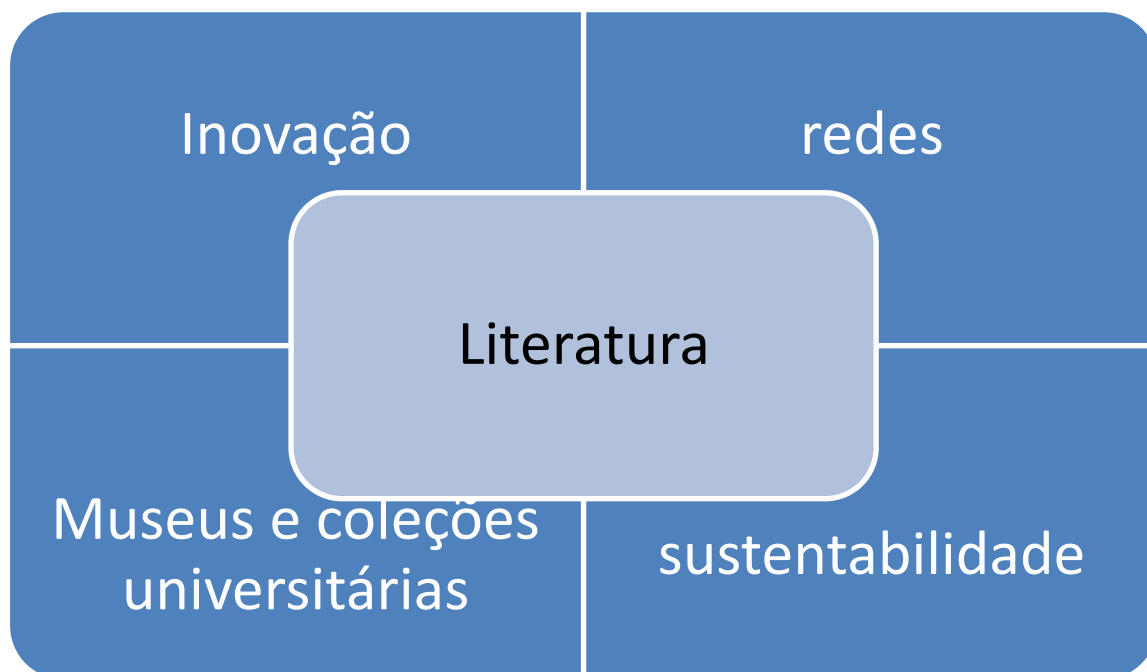 Inovação
redes
Literatura
Museus e coleções
universitárias
sustentabilidade